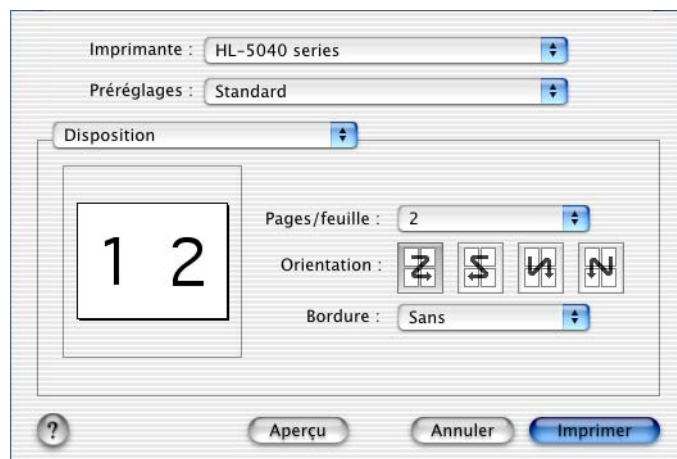 Imprimante : HL-5040 series
Préréglages : Standard
Disposition
1 2
Pages/feuille : 2
Orientation :
Bordure : Sans
? Aperçu Annuler Imprimer